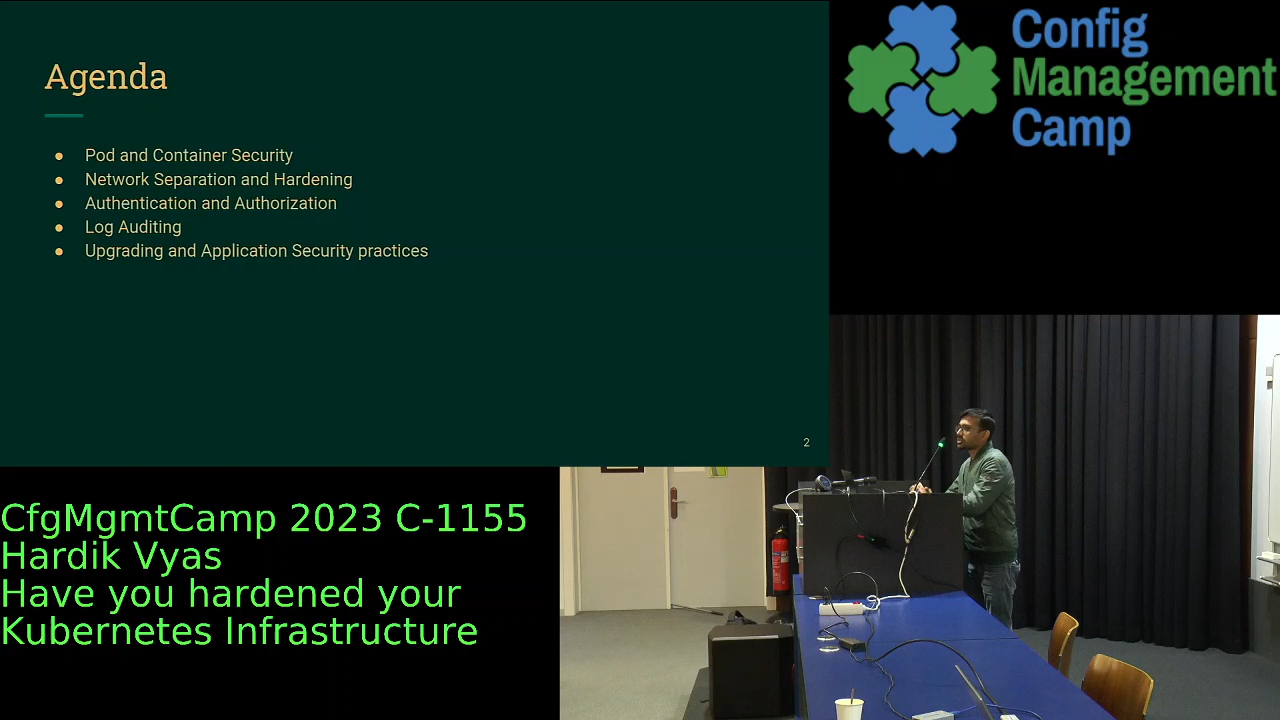 Agenda
● Pod and Container Security
● Network Separation and Hardening
● Authentication and Authorization
● Log Auditing
● Upgrading and Application Security practices
2
Config
Management
Camp
CfgMgmtCamp 2023 C-1155
Hardik Vyas
Have you hardened your
Kubernetes Infrastructure